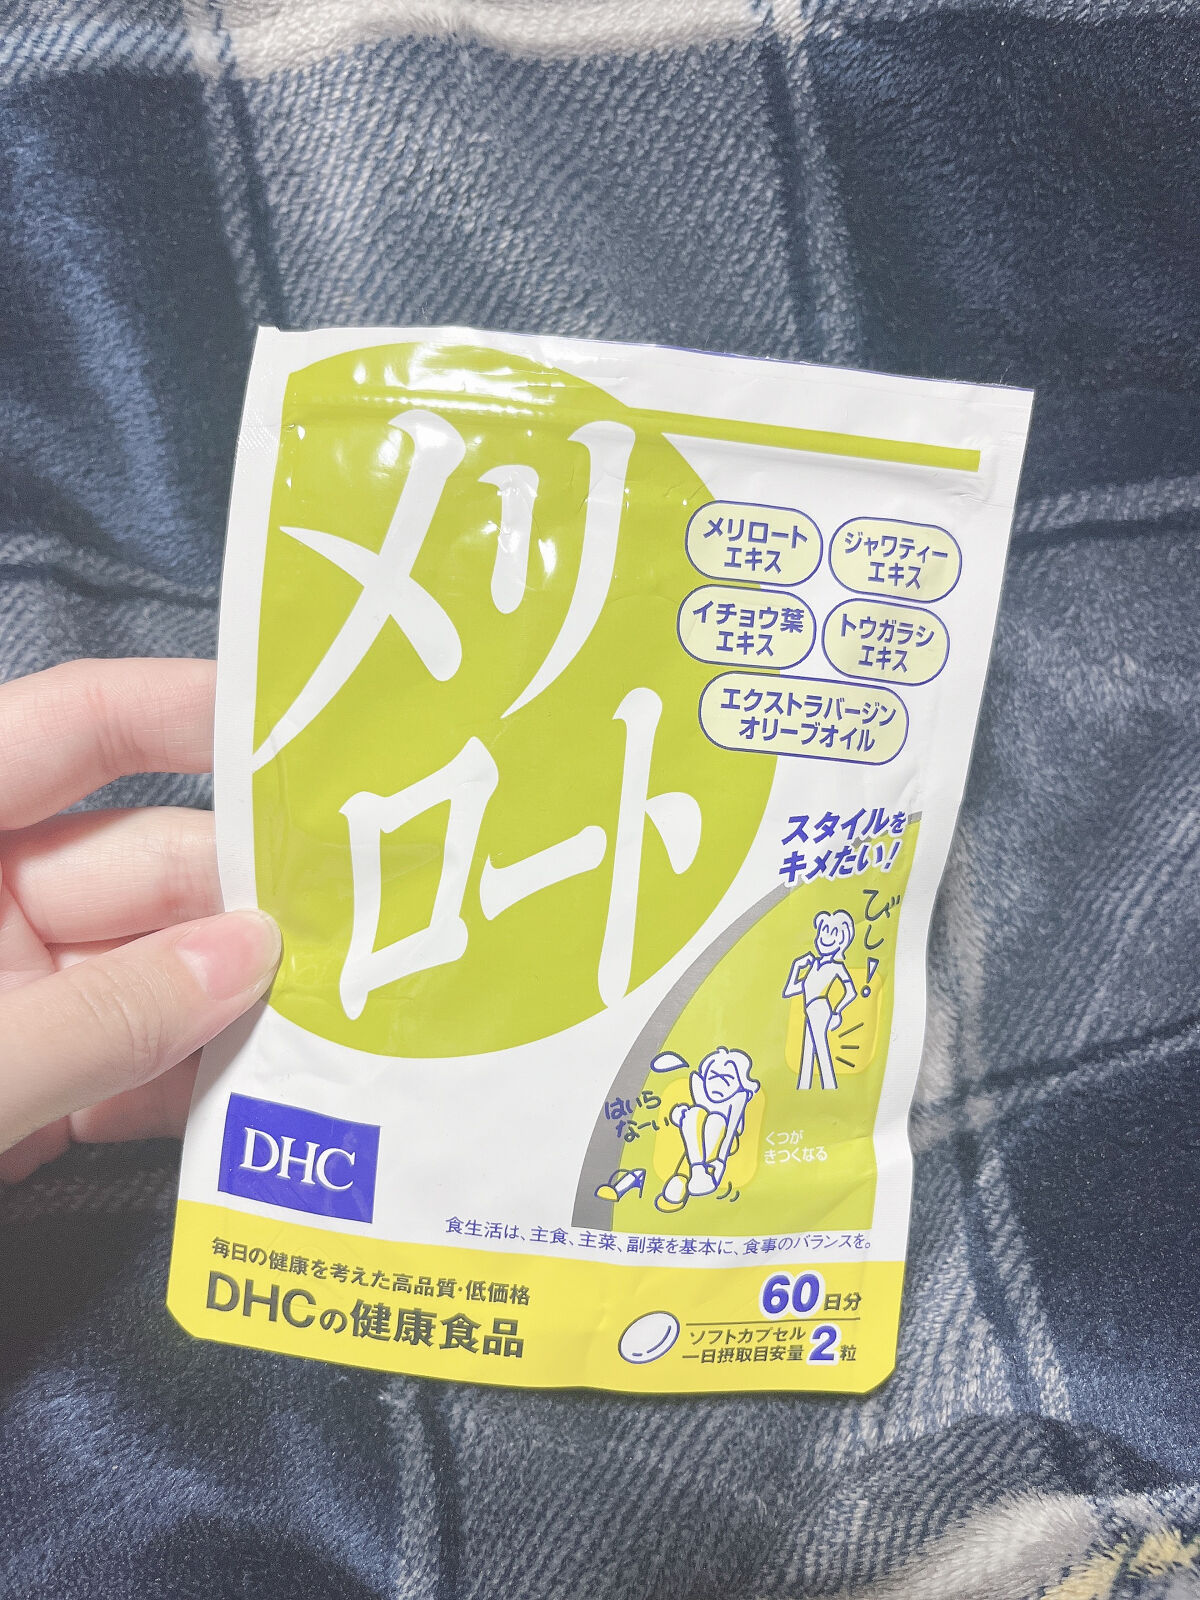 メリ
ロート
メリロート
エキス
ジャワティー
エキス
イチョウ葉
エキス
トウガラシ
エキス
エクストラバージン
オリーブオイル
スタイルを
キメたい!
びし!
はいら
なーい
くつが
きつくなる
DHC
食生活は、主食、主菜、副菜を基本に、食事のバランスを。
毎日の健康を考えた高品質・低価格
DHCの健康食品
60日分
ソフトカプセル
一日摂取目安量2粒